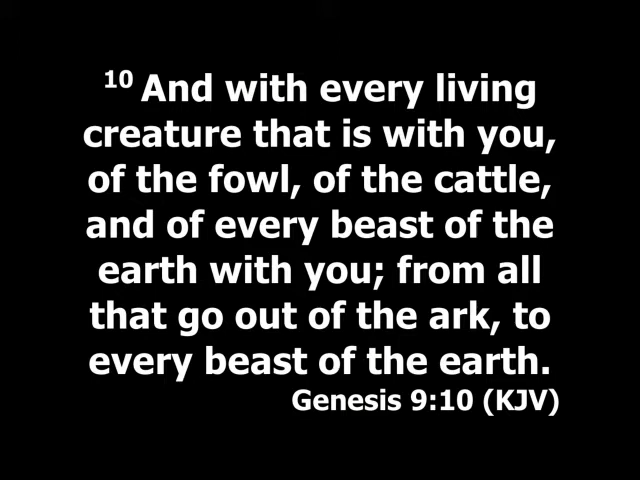 10 And with every living
creature that is with you,
of the fowl, of the cattle,
and of every beast of the
earth with you; from all
that go out of the ark, to
every beast of the earth.
Genesis 9:10 (KJV)